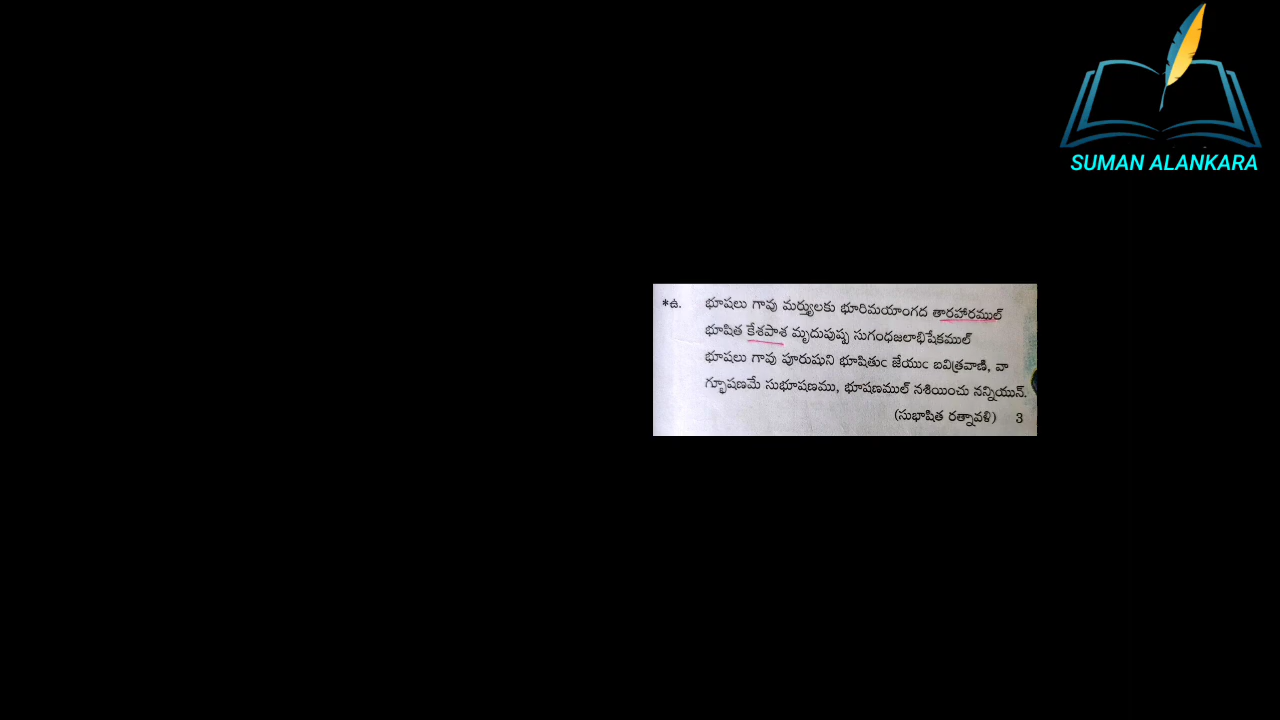 SUMAN ALANKARA
*ఉ. భూషలు గావు మర్త్యులకు భూరిమయాంగద తారహారముల్
భూషిత కేశపాశ మృదుపుష్ప సుగంధజలాభిషేకముల్
భూషలు గావు పూరుషుని భూషితుఁ జేయుఁ బవిత్రవాణి, వా
గ్భూషణమే సుభూషణము, భూషణముల్ నశియించు నన్నియున్.
(సుభాషిత రత్నావళి) 3